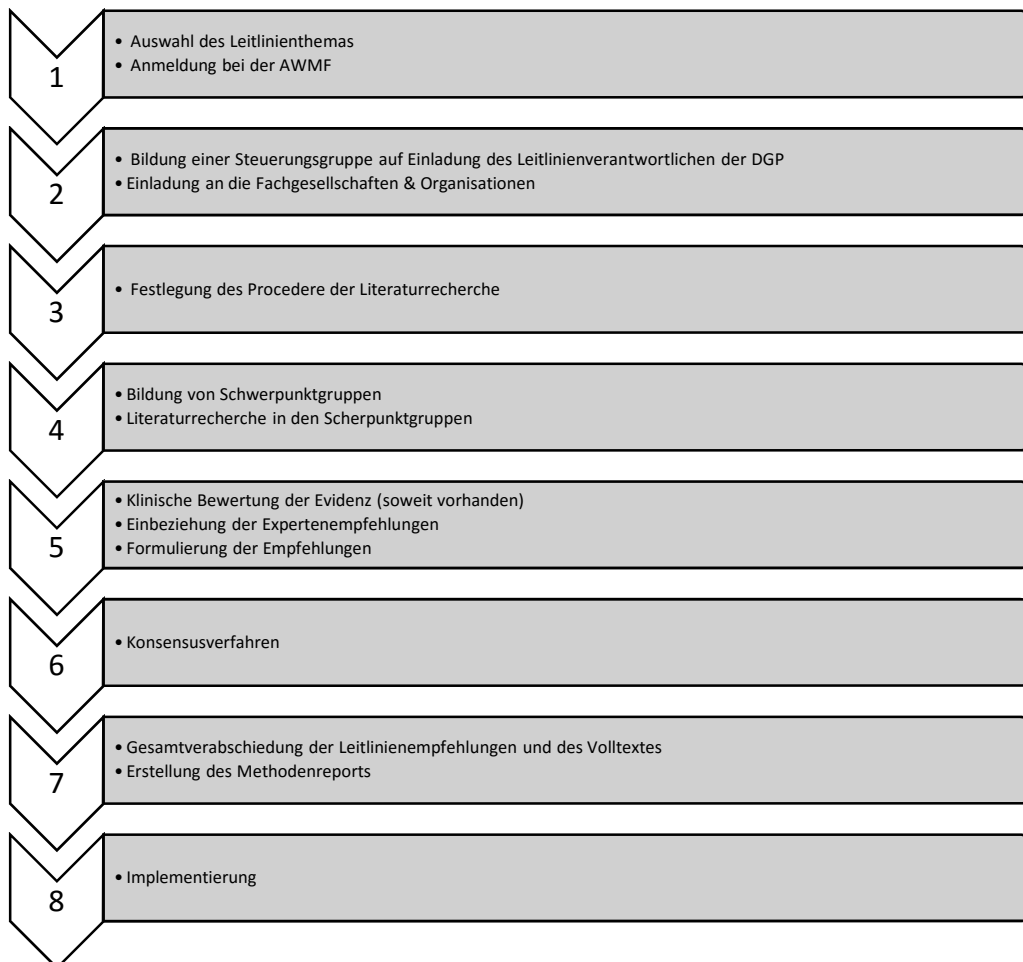 1
• Auswahl des Leitlinienthemas
• Anmeldung bei der AWMF
2
• Bildung einer Steuerungsgruppe auf Einladung des Leitlinienverantwortlichen der DGP
• Einladung an die Fachgesellschaften & Organisationen
3
• Festlegung des Procedere der Literaturrecherche
4
• Bildung von Schwerpunktgruppen
• Literaturrecherche in den Scherpunktgruppen
5
• Klinische Bewertung der Evidenz (soweit vorhanden)
• Einbeziehung der Expertenempfehlungen
• Formulierung der Empfehlungen
6
• Konsensusverfahren
7
• Gesamtverabschiedung der Leitlinienempfehlungen und des Volltextes
• Erstellung des Methodenreports
8
• Implementierung